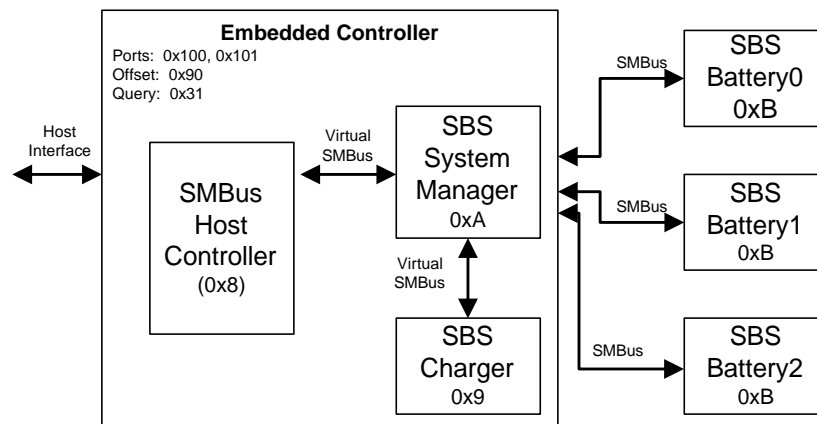 Embedded Controller
Ports: 0x100, 0x101
Offset: 0x90
Query: 0x31
Host
Interface
SMBus
Host
Controller
(0x8)
Virtual
SMBus
SBS
System
Manager
0xA
Virtual
SMBus
SBS
Charger
0x9
SMBus
SBS
Battery0
0xB
SMBus
SBS
Battery1
0xB
SMBus
SBS
Battery2
0xB